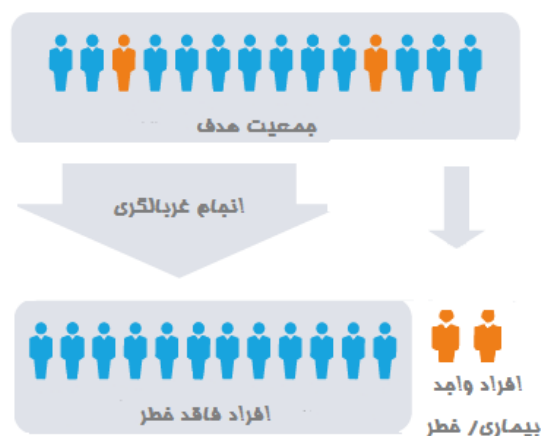 جمعیت هدف
انجام غربالگری
افراد واجد
بیماری/ خطر
افراد فاقد خطر